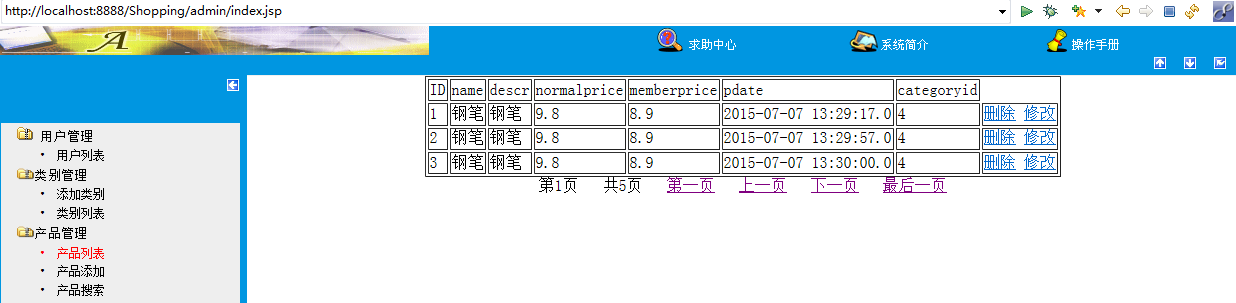 http://localhost:8888/Shopping/admin/index.jsp
A 求助中心 系统简介 操作手册
用户管理
· 用户列表
类别管理
· 添加类别
· 类别列表
产品管理
· 产品列表
· 产品添加
· 产品搜索
ID name descr normalprice memberprice pdate categoryid
1 钢笔 钢笔 9.8 8.9 2015-07-07 13:29:17.0 4 删除 修改
2 钢笔 钢笔 9.8 8.9 2015-07-07 13:29:57.0 4 删除 修改
3 钢笔 钢笔 9.8 8.9 2015-07-07 13:30:00.0 4 删除 修改
第1页 共5页 第一页 上一页 下一页 最后一页